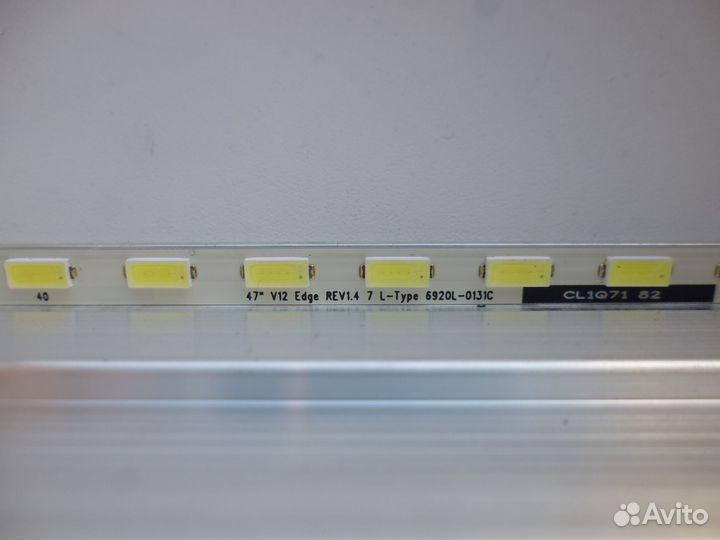 40
47" V12 Edge REV1.4 7 L-Type 6920L-0131C
CL1Q71 82
Avito